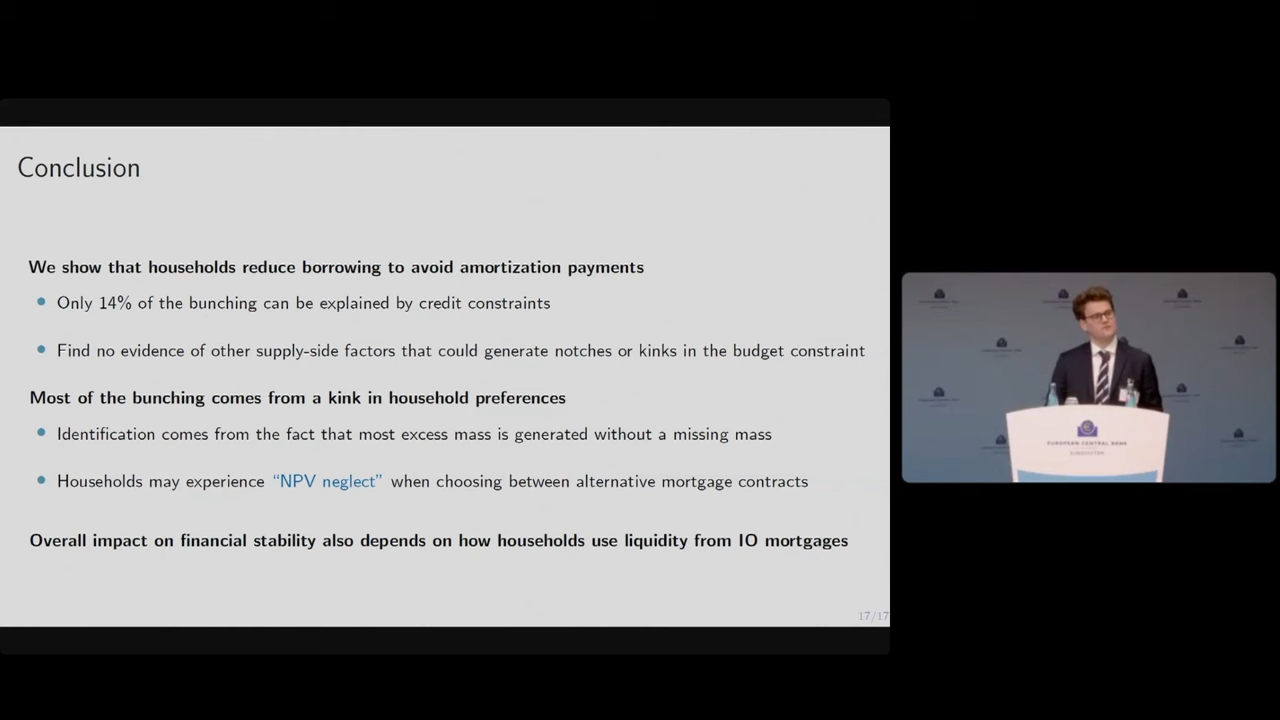 Conclusion
We show that households reduce borrowing to avoid amortization payments
Only 14% of the bunching can be explained by credit constraints
Find no evidence of other supply-side factors that could generate notches or kinks in the budget constraint
Most of the bunching comes from a kink in household preferences
Identification comes from the fact that most excess mass is generated without a missing mass
Households may experience “NPV neglect” when choosing between alternative mortgage contracts
Overall impact on financial stability also depends on how households use liquidity from IO mortgages
17/17
EUROPEAN CENTRAL BANK
EUROSYSTEM